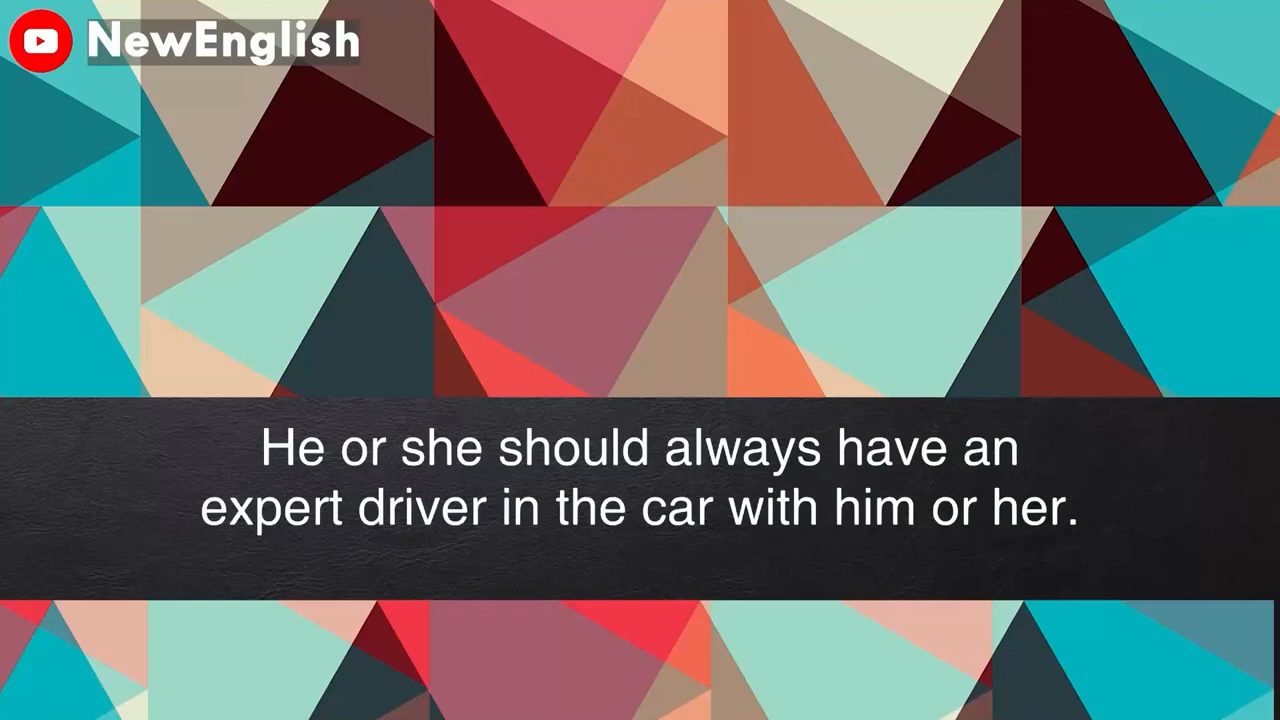 NewEnglish
He or she should always have an
expert driver in the car with him or her.